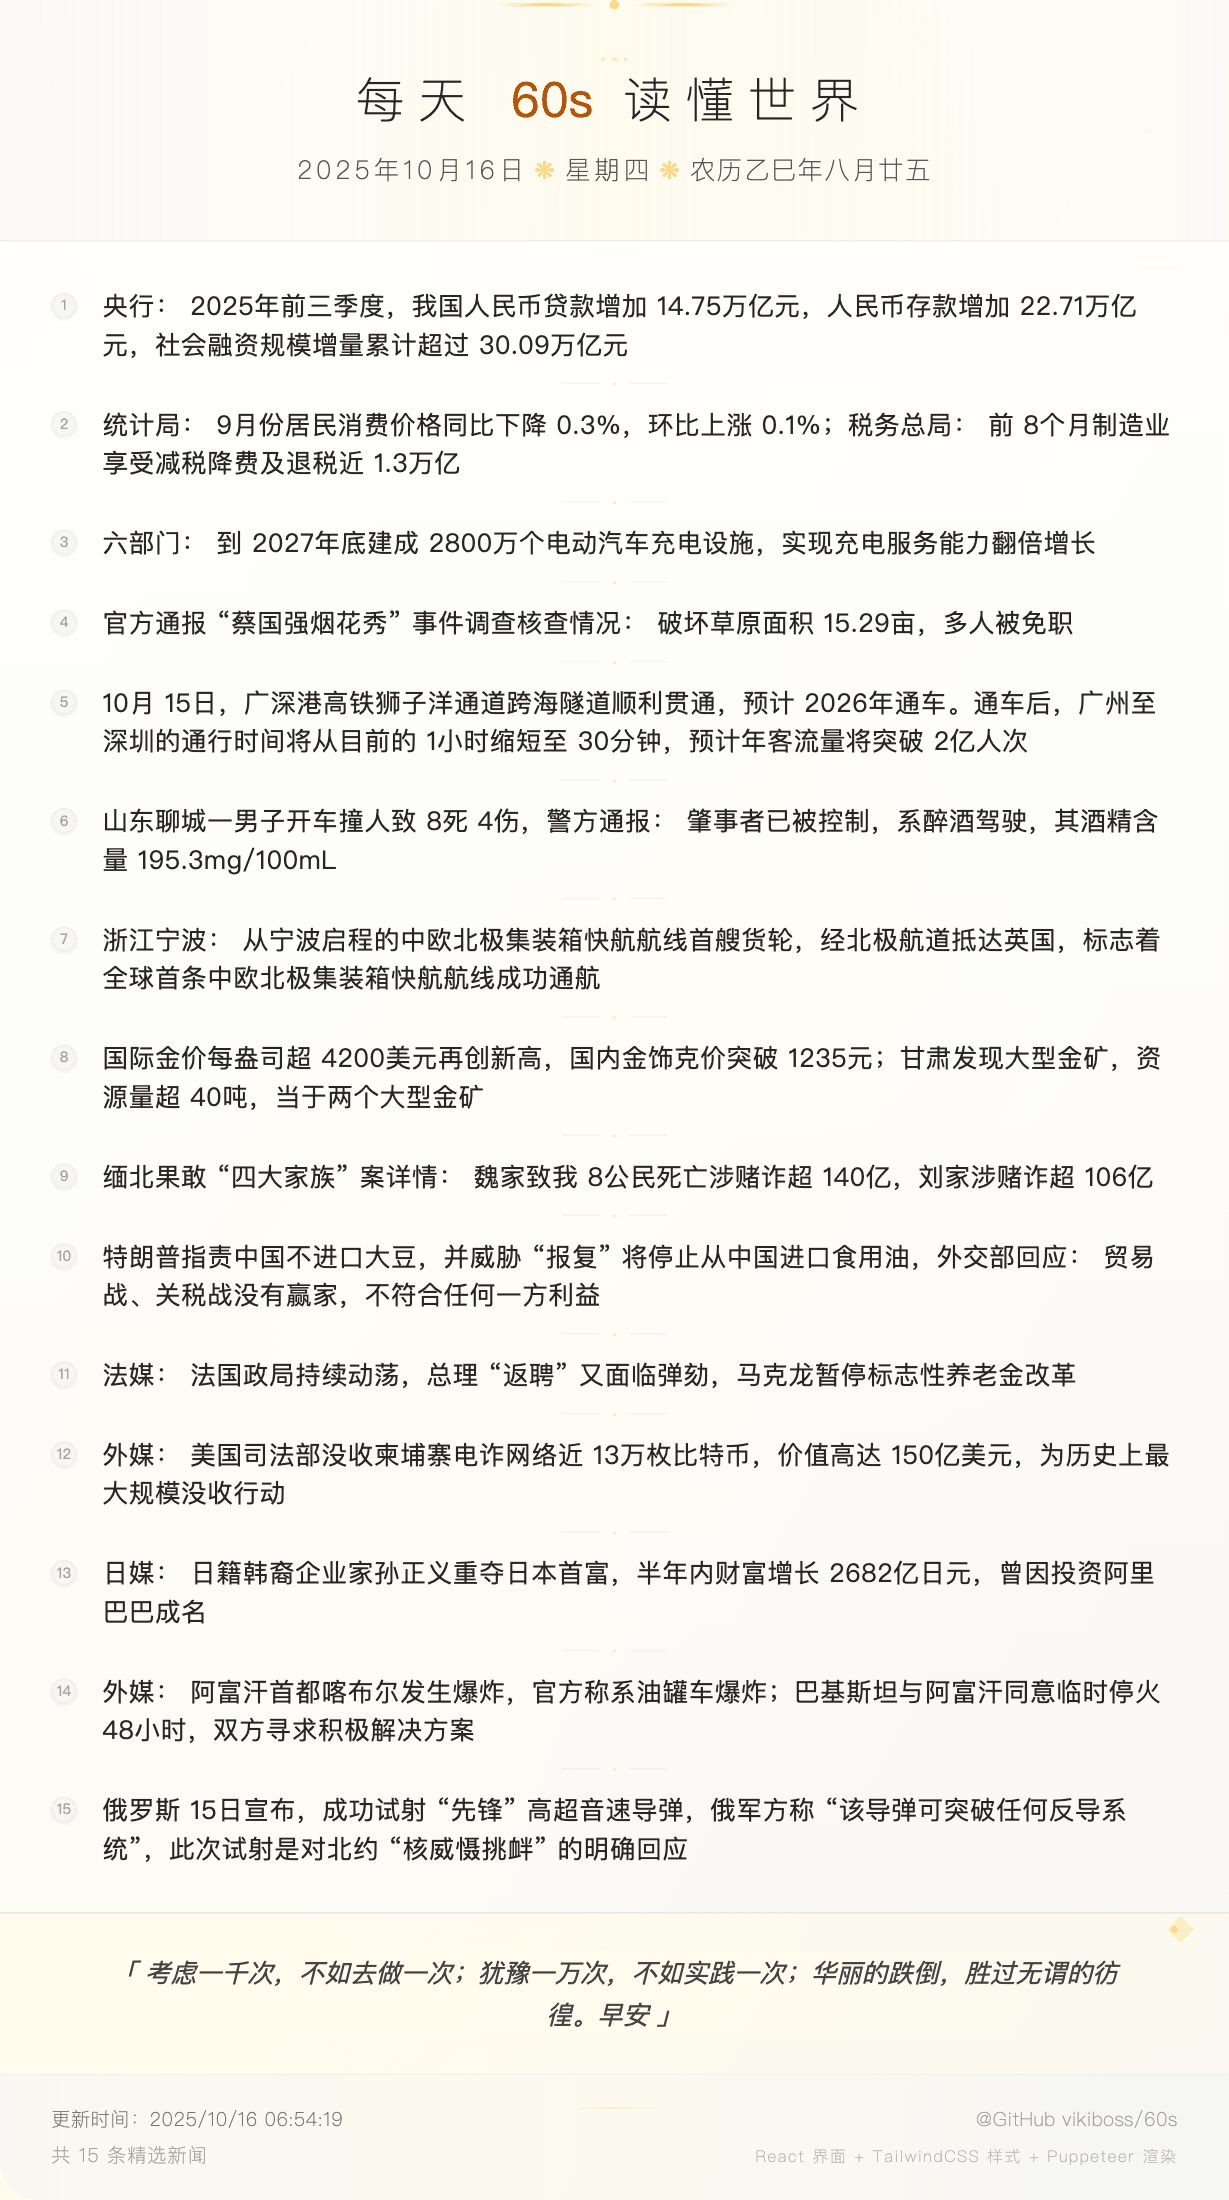 每天 60s 读懂世界
2025年10月16日 ❋ 星期四 ❋ 农历乙巳年八月廿五
1 央行： 2025年前三季度，我国人民币贷款增加 14.75万亿元，人民币存款增加 22.71万亿
元，社会融资规模增量累计超过 30.09万亿元
2 统计局： 9月份居民消费价格同比下降 0.3%，环比上涨 0.1%；税务总局： 前 8个月制造业
享受减税降费及退税近 1.3万亿
3 六部门： 到 2027年底建成 2800万个电动汽车充电设施，实现充电服务能力翻倍增长
4 官方通报 “蔡国强烟花秀” 事件调查核查情况： 破坏草原面积 15.29亩，多人被免职
5 10月 15日，广深港高铁狮子洋通道跨海隧道顺利贯通，预计 2026年通车。通车后，广州至
深圳的通行时间将从目前的 1小时缩短至 30分钟，预计年客流量将突破 2亿人次
6 山东聊城一男子开车撞人致 8死 4伤，警方通报： 肇事者已被控制，系醉酒驾驶，其酒精含
量 195.3mg/100mL
7 浙江宁波： 从宁波启程的中欧北极集装箱快航航线首艘货轮，经北极航道抵达英国，标志着
全球首条中欧北极集装箱快航航线成功通航
8 国际金价每盎司超 4200美元再创新高，国内金饰克价突破 1235元；甘肃发现大型金矿，资
源量超 40吨，当于两个大型金矿
9 缅北果敢 “四大家族” 案详情： 魏家致我 8公民死亡涉赌诈超 140亿，刘家涉赌诈超 106亿
10 特朗普指责中国不进口大豆，并威胁 “报复” 将停止从中国进口食用油，外交部回应： 贸易
战、关税战没有赢家，不符合任何一方利益
11 法媒： 法国政局持续动荡，总理 “返聘” 又面临弹劾，马克龙暂停标志性养老金改革
12 外媒： 美国司法部没收柬埔寨电诈网络近 13万枚比特币，价值高达 150亿美元，为历史上最
大规模没收行动
13 日媒： 日籍韩裔企业家孙正义重夺日本首富，半年内财富增长 2682亿日元，曾因投资阿里
巴巴成名
14 外媒： 阿富汗首都喀布尔发生爆炸，官方称系油罐车爆炸；巴基斯坦与阿富汗同意临时停火
48小时，双方寻求积极解决方案
15 俄罗斯 15日宣布，成功试射 “先锋” 高超音速导弹，俄军方称 “该导弹可突破任何反导系
统”，此次试射是对北约 “核威慑挑衅” 的明确回应
「 考虑一千次，不如去做一次；犹豫一万次，不如实践一次；华丽的跌倒，胜过无谓的彷
徨。早安 」
更新时间：2025/10/16 06:54:19
@GitHub vikiboss/60s
共 15 条精选新闻
React 界面 + TailwindCSS 样式 + Puppeteer 渲染